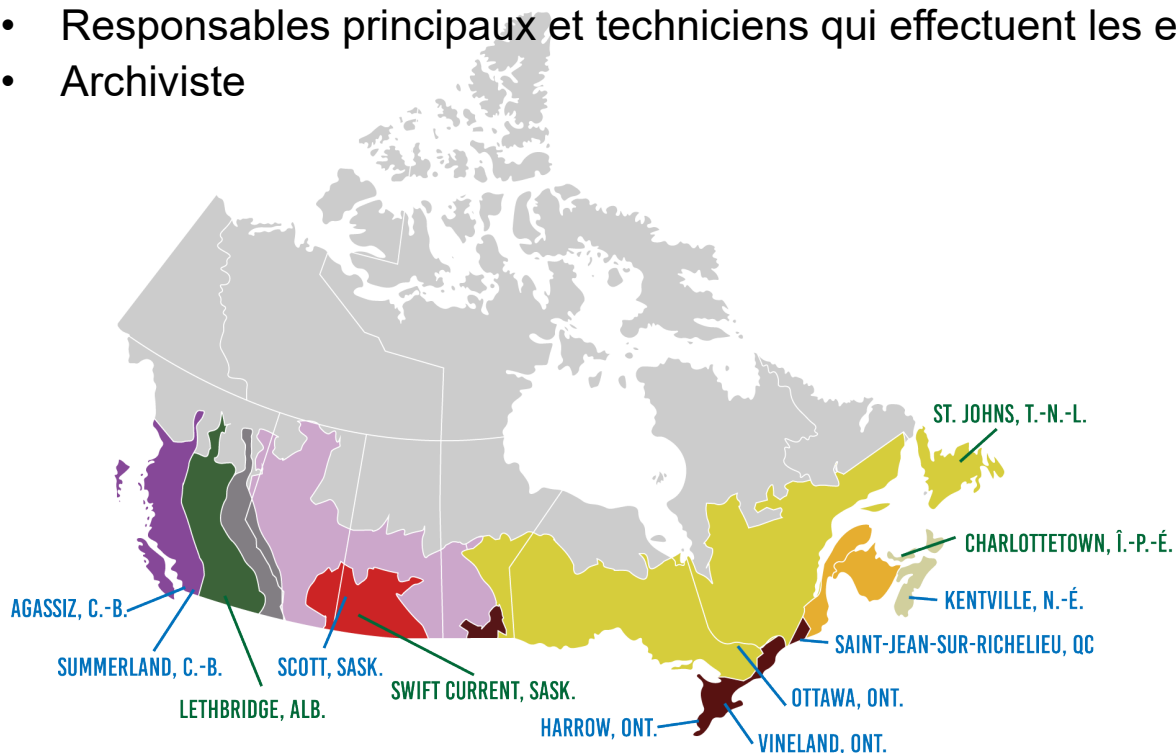 • Responsables principaux et techniciens qui effectuent les e
• Archiviste
ST. JOHNS, T.-N.-L.
CHARLOTTETOWN, Î.-P.-É.
KENTVILLE, N.-É.
AGASSIZ, C.-B.
SAINT-JEAN-SUR-RICHELIEU, QC
SUMMERLAND, C.-B.
SCOTT, SASK.
SWIFT CURRENT, SASK.
OTTAWA, ONT.
LETHBRIDGE, ALB.
HARROW, ONT.
VINELAND, ONT.